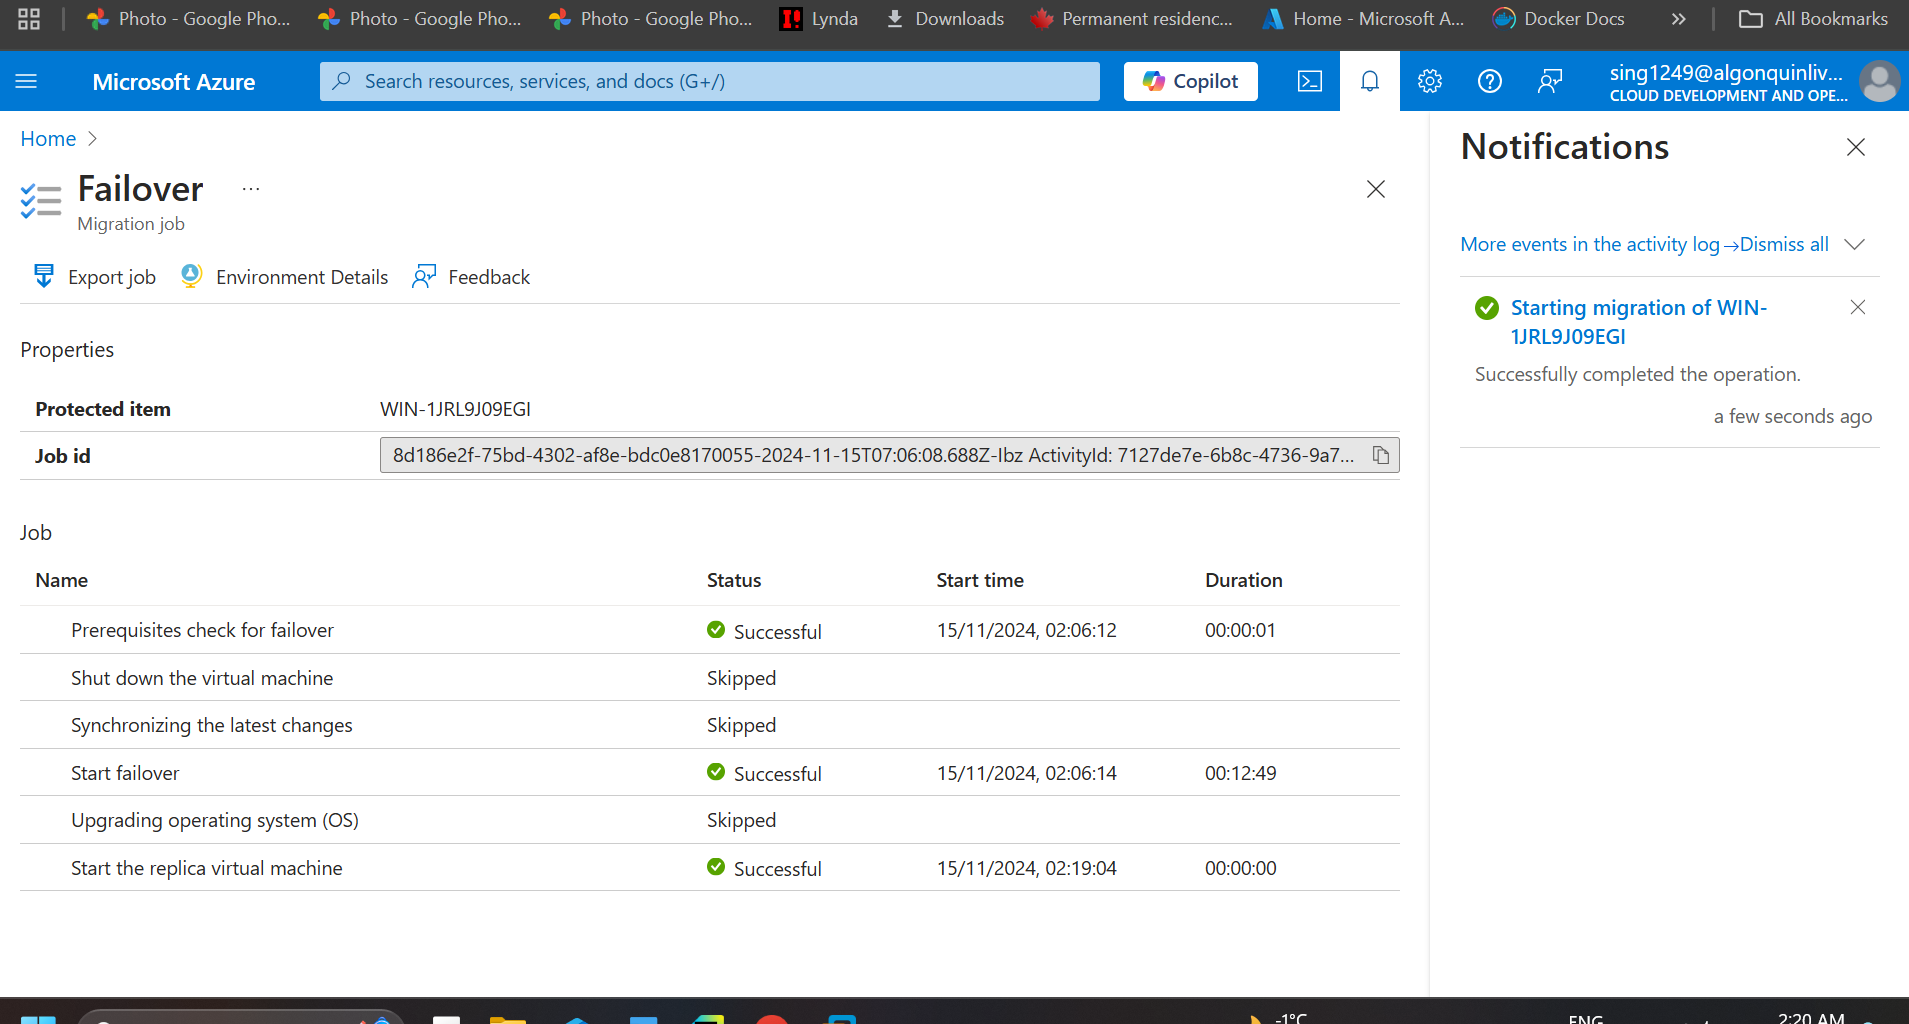 Photo - Google Pho...
Photo - Google Pho...
Photo - Google Pho...
Lynda
Downloads
Permanent residenc...
Home - Microsoft A...
Docker Docs
All Bookmarks
Microsoft Azure
Search resources, services, and docs (G+/)
Copilot
sing1249@algonquinliv...
CLOUD DEVELOPMENT AND OPE...
Home
Failover ...
Migration job
Export job
Environment Details
Feedback
Properties
Protected item WIN-1JRL9J09EGI
Job id 8d186e2f-75bd-4302-af8e-bdc0e8170055-2024-11-15T07:06:08.688Z-Ibz ActivityId: 7127de7e-6b8c-4736-9a7...
Job
Name Status Start time Duration
Prerequisites check for failover Successful 15/11/2024, 02:06:12 00:00:01
Shut down the virtual machine Skipped
Synchronizing the latest changes Skipped
Start failover Successful 15/11/2024, 02:06:14 00:12:49
Upgrading operating system (OS) Skipped
Start the replica virtual machine Successful 15/11/2024, 02:19:04 00:00:00
Notifications
More events in the activity log→Dismiss all
Starting migration of WIN-
1JRL9J09EGI
Successfully completed the operation.
a few seconds ago
-1°C
ENG
2:20 AM